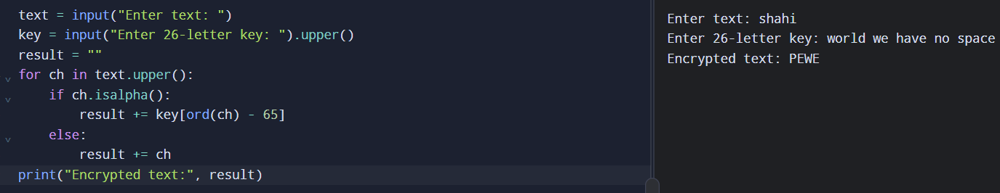 text = input("Enter text: ")
key = input("Enter 26-letter key: ").upper()
result = ""
for ch in text.upper():
    if ch.isalpha():
        result += key[ord(ch) - 65]
    else:
        result += ch
print("Encrypted text:", result)
Enter text: shahi
Enter 26-letter key: world we have no space
Encrypted text: PEWE